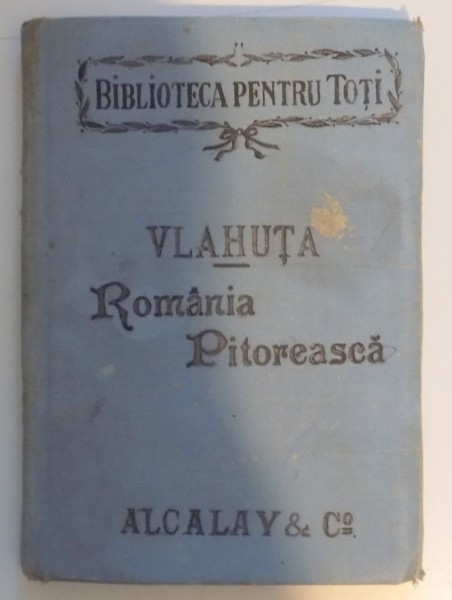 BIBLIOTECA PENTRU TOȚI
VLAHUȚA
România
Pitorească
ALCALAY & Cº